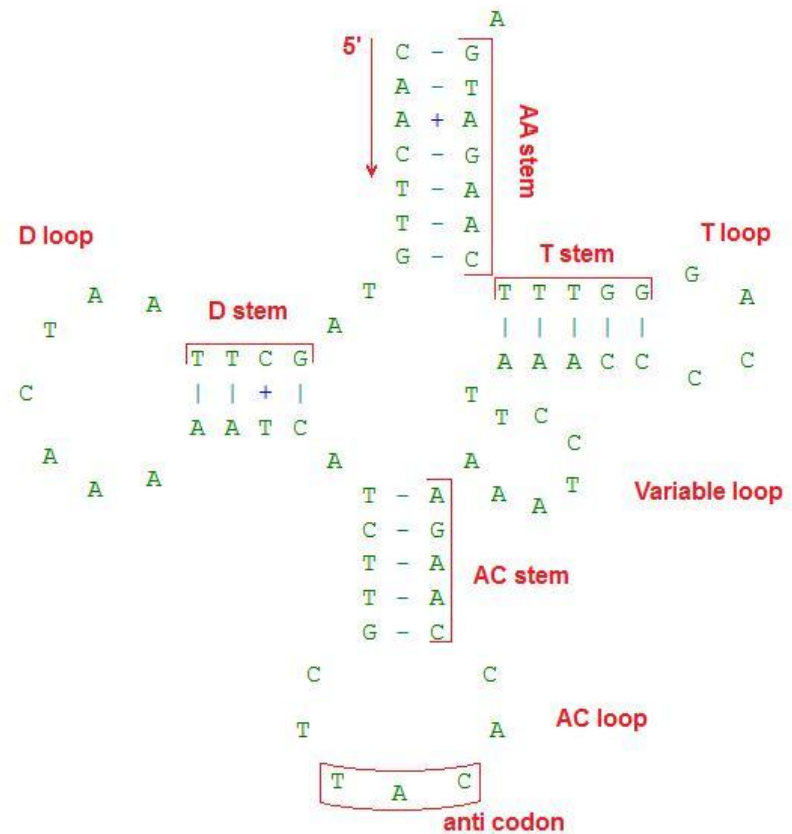 A
5' C - G
A - T
A + A
C - G
T - A
T - A
G - C
AA stem
D loop
T loop
T stem
T T T G G
G A
| | | | |
A A A C C
C C
D stem
T A
A A
T
T T C G
C
| | + |
A A T C
A A A
A
T
T C
C
T
A A A
Variable loop
T - A
C - G
T - A
T - A
G - C
AC stem
C C
T A
AC loop
T A C
anti codon